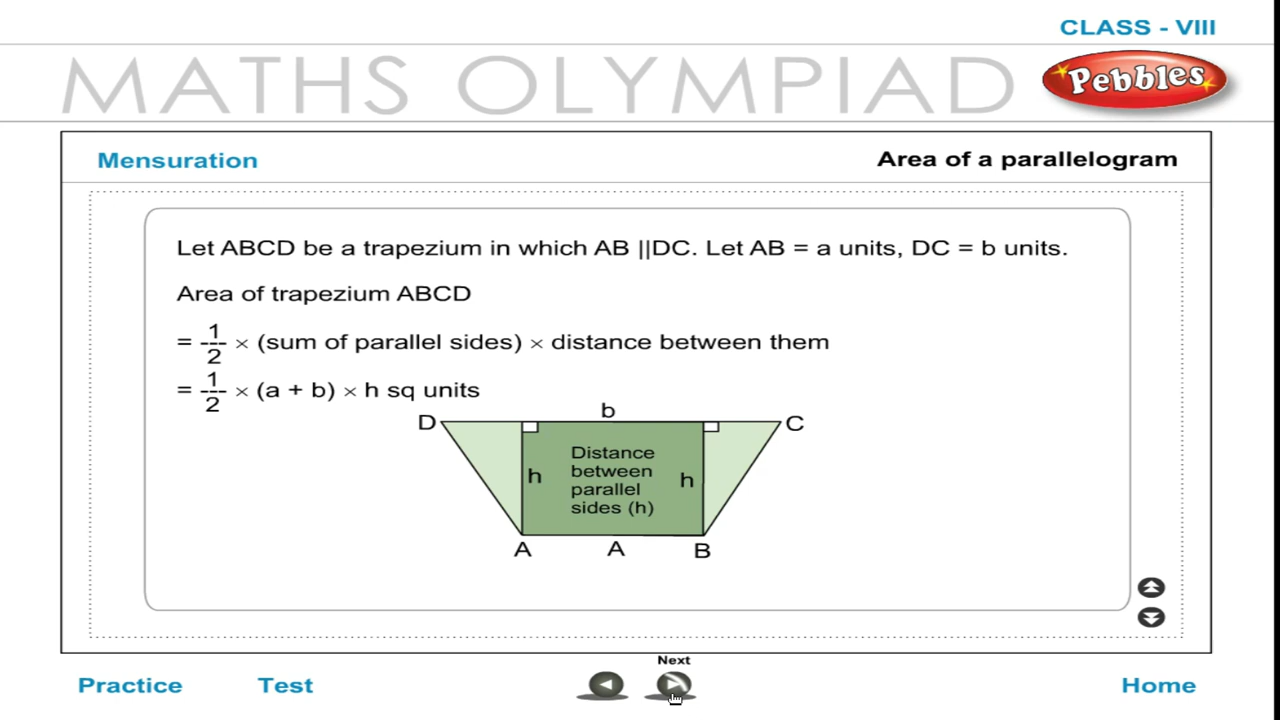 CLASS - VIII
MATHS OLYMPIAD
Pebbles
Mensuration
Area of a parallelogram
Let ABCD be a trapezium in which AB ||DC. Let AB = a units, DC = b units.
Area of trapezium ABCD
= 1/2 × (sum of parallel sides) × distance between them
= 1/2 × (a + b) × h sq units
b
D
C
h
Distance
between
parallel
sides (h)
h
A
A
B
Next
Practice
Test
Home